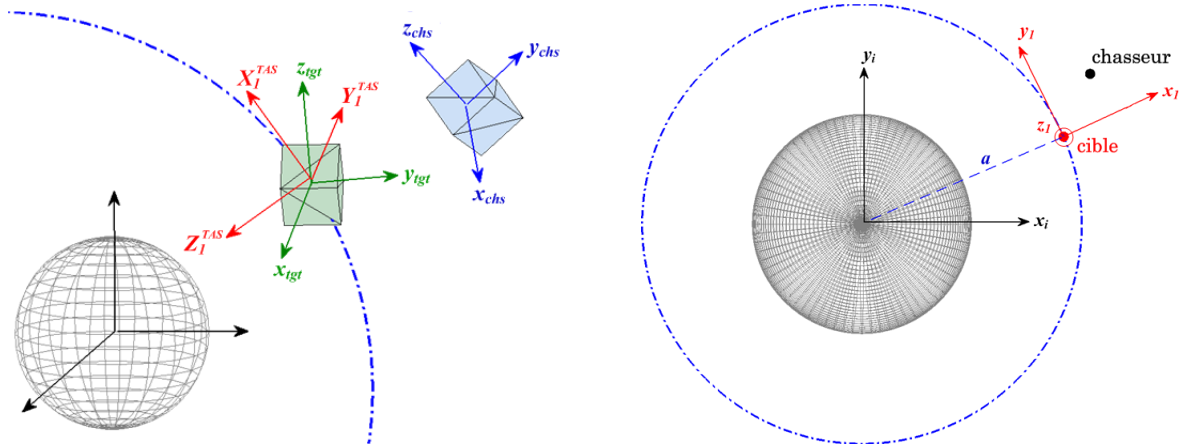 z_chs
y_chs
X_1^TAS
z_tgt
Y_1^TAS
y_tgt
x_chs
Z_1^TAS
x_tgt
y_i
y_1
chasseur
x_1
z_1
cible
a
x_i